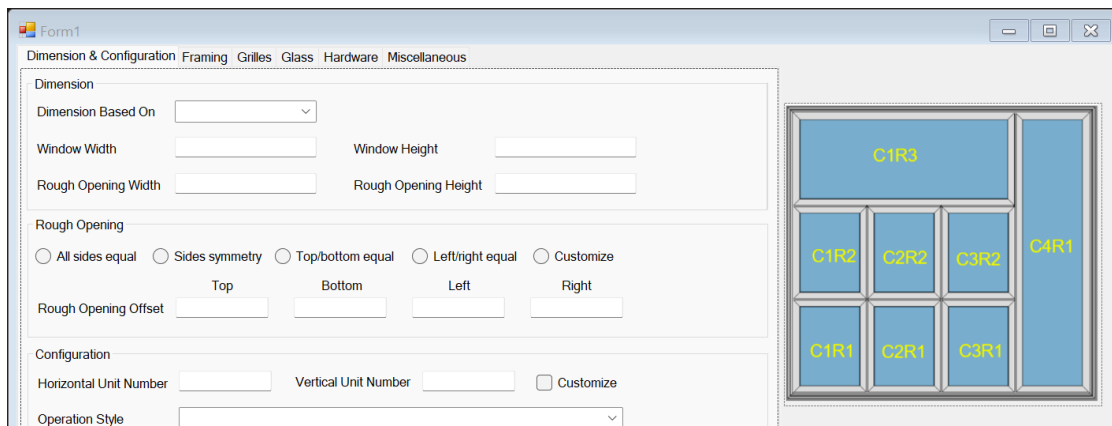 Form1
Dimension & Configuration Framing Grilles Glass Hardware Miscellaneous
Dimension
Dimension Based On
Window Width Window Height
Rough Opening Width Rough Opening Height
Rough Opening
All sides equal Sides symmetry Top/bottom equal Left/right equal Customize
Top Bottom Left Right
Rough Opening Offset
Configuration
Horizontal Unit Number Vertical Unit Number Customize
Operation Style
C1R3
C1R2 C2R2 C3R2 C4R1
C1R1 C2R1 C3R1